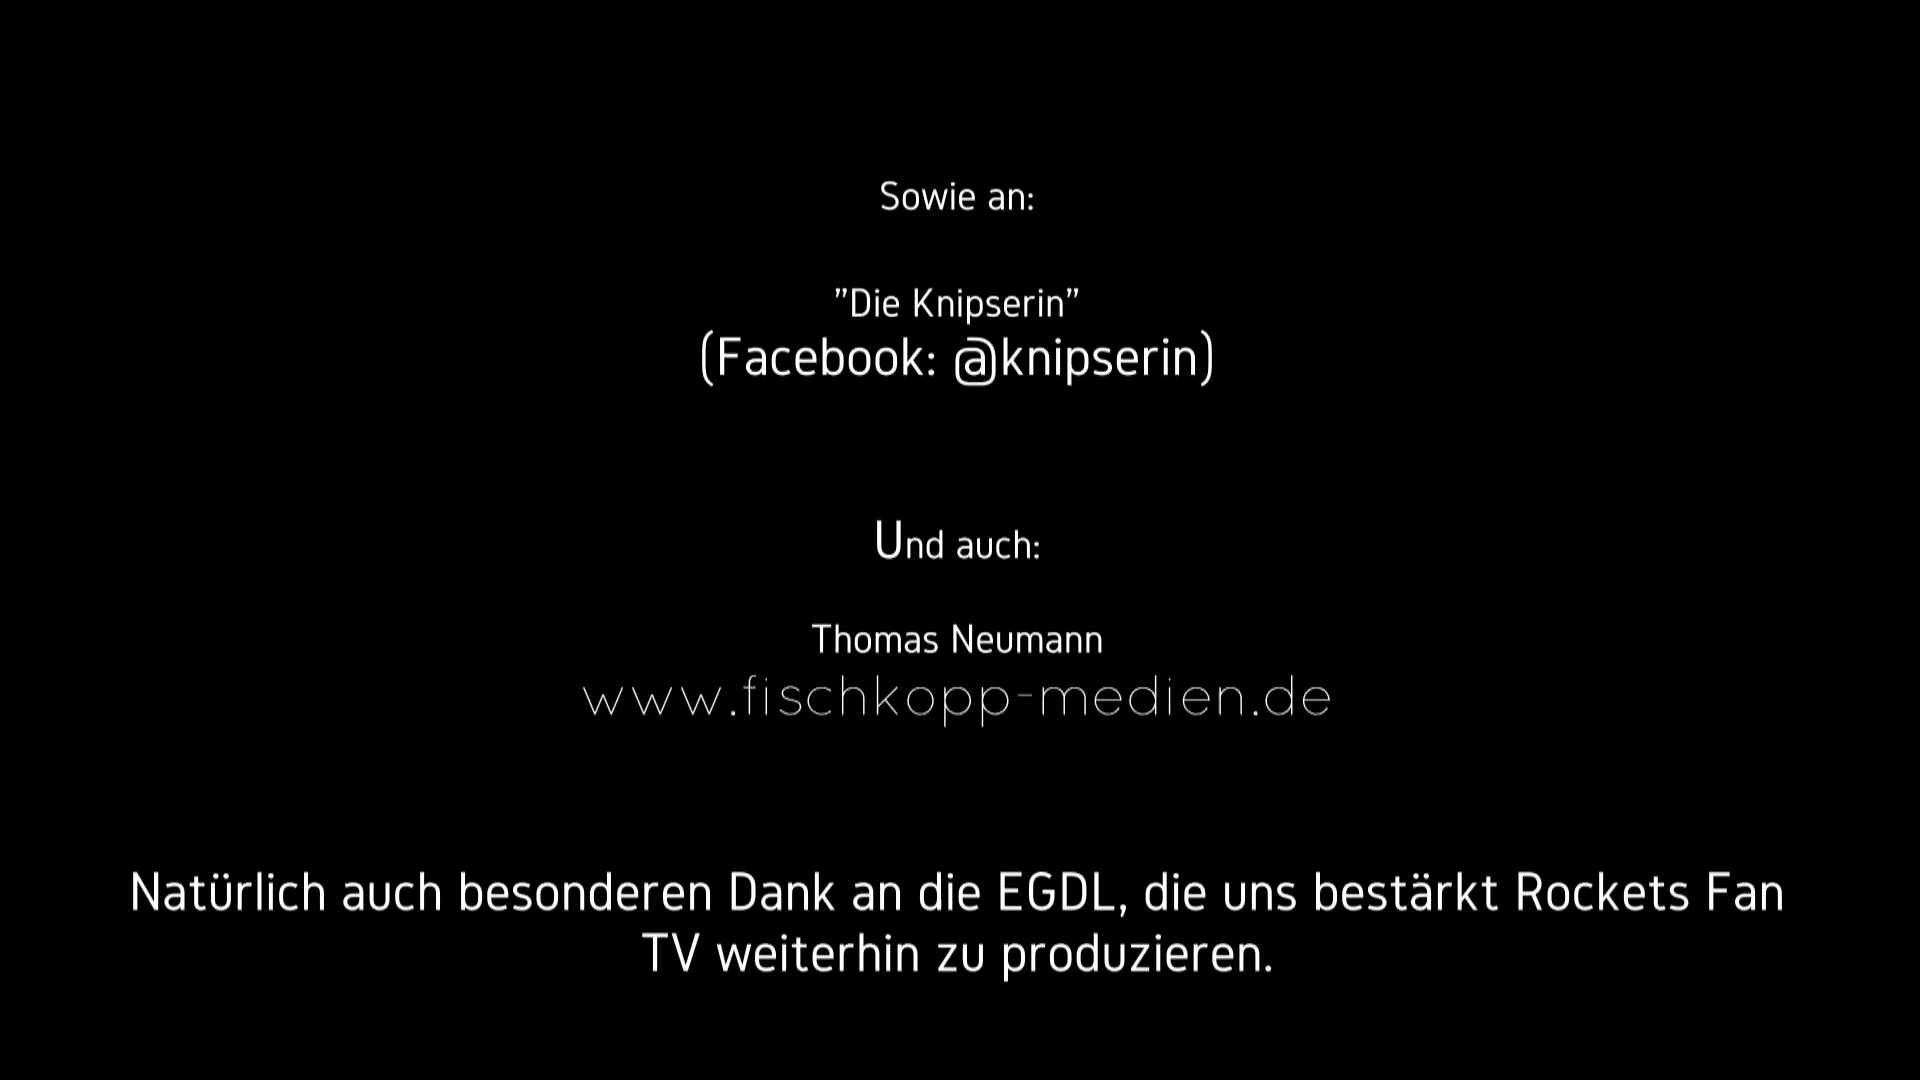 Sowie an:
"Die Knipserin"
(Facebook: @knipserin)
Und auch:
Thomas Neumann
www.fischkopp-medien.de
Natürlich auch besonderen Dank an die EGDL, die uns bestärkt Rockets Fan
TV weiterhin zu produzieren.